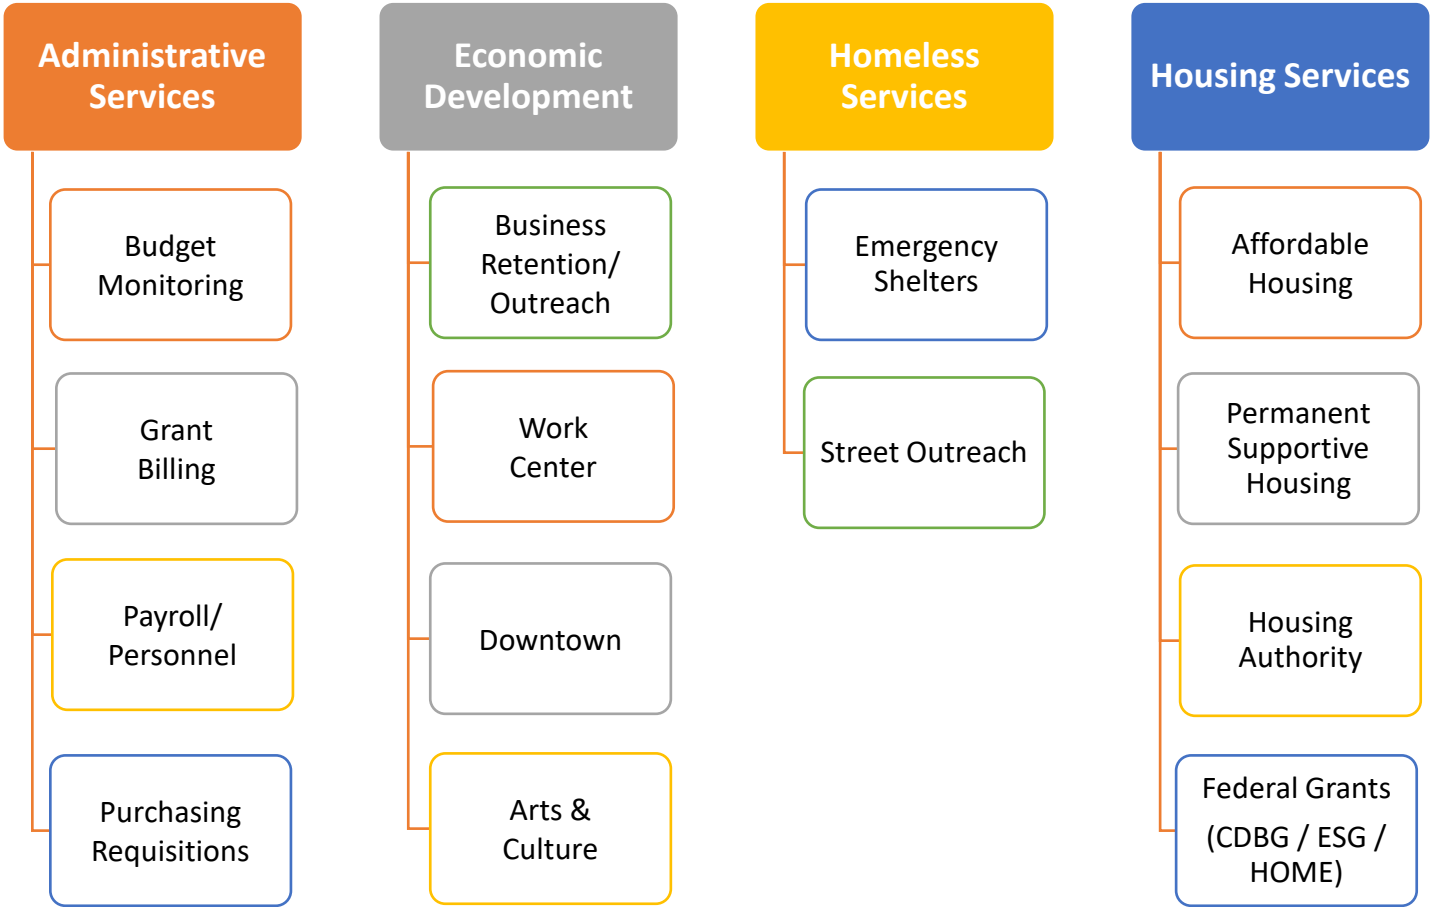 Administrative
Services
Budget
Monitoring
Grant
Billing
Payroll/
Personnel
Purchasing
Requisitions
Economic
Development
Business
Retention/
Outreach
Work
Center
Downtown
Arts &
Culture
Homeless
Services
Emergency
Shelters
Street Outreach
Housing Services
Affordable
Housing
Permanent
Supportive
Housing
Housing
Authority
Federal Grants
(CDBG / ESG /
HOME)